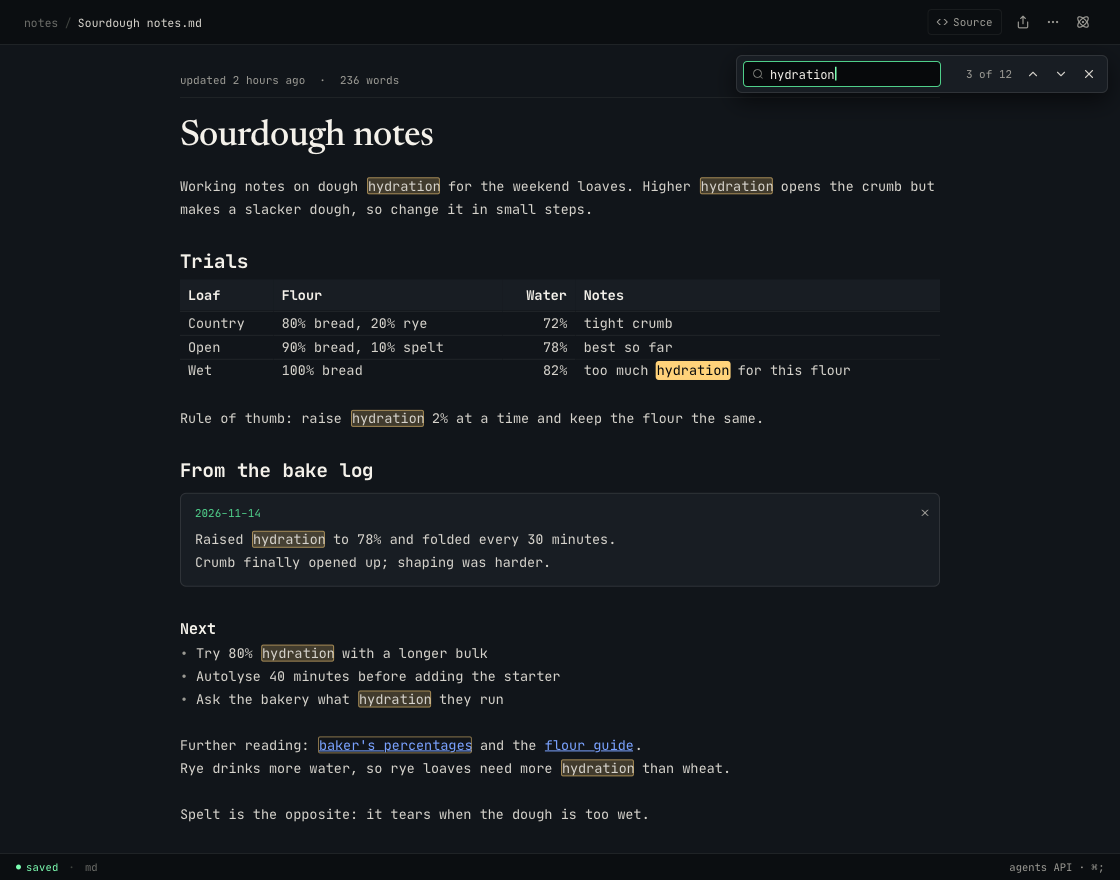 notes / Sourdough notes.md
Source
hydration
3 of 12
updated 2 hours ago · 236 words
Sourdough notes
Working notes on dough hydration for the weekend loaves. Higher hydration opens the crumb but
makes a slacker dough, so change it in small steps.
Trials
Loaf Flour Water Notes
Country 80% bread, 20% rye 72% tight crumb
Open 90% bread, 10% spelt 78% best so far
Wet 100% bread 82% too much hydration for this flour
Rule of thumb: raise hydration 2% at a time and keep the flour the same.
From the bake log
2026-11-14
Raised hydration to 78% and folded every 30 minutes.
Crumb finally opened up; shaping was harder.
Next
• Try 80% hydration with a longer bulk
• Autolyse 40 minutes before adding the starter
• Ask the bakery what hydration they run
Further reading: baker's percentages and the flour guide.
Rye drinks more water, so rye loaves need more hydration than wheat.
Spelt is the opposite: it tears when the dough is too wet.
saved · md
agents API · ⌘;